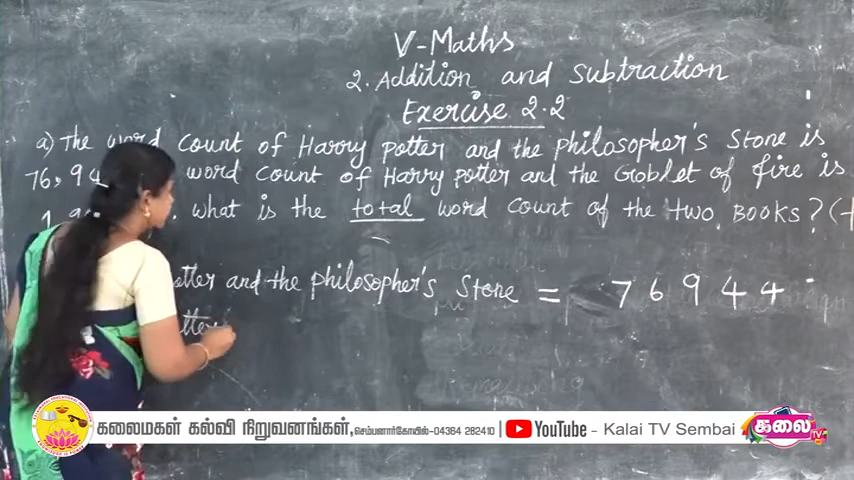 V-Maths
2. Addition and Subtraction
Exercise 2.2
a) The word count of Harry Potter and the philosopher's Stone is
76,94 word count of Harry Potter and the Goblet of fire is
1, what is the total word count of the two BOOKS? (
otter and the philosopher's Stone = 76944
tter
கலைமகள் கல்வி நிறுவனங்கள், செம்பனார்கோயில்-04364 282410 | YouTube - Kalai TV Sembai
கலை TV